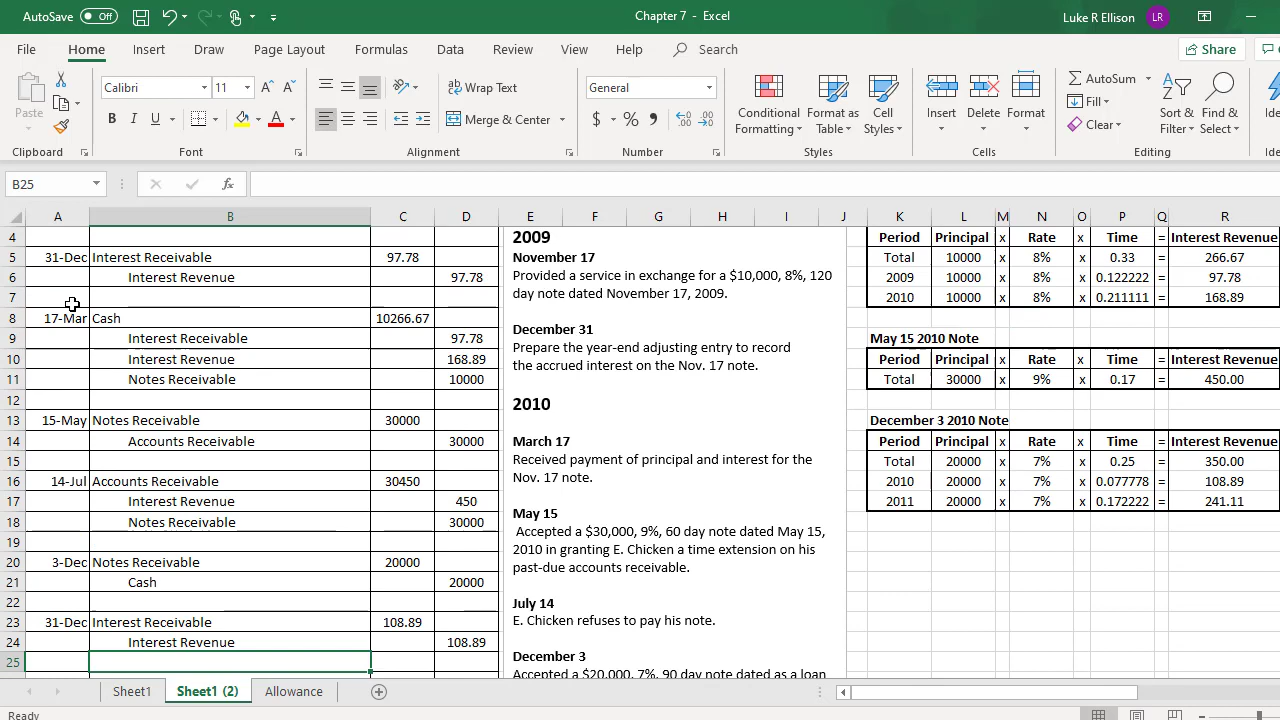 AutoSave Off Chapter 7 - Excel Luke R Ellison LR
File Home Insert Draw Page Layout Formulas Data Review View Help Search Share
Paste Calibri 11 A A Wrap Text General Conditional Format as Cell Insert Delete Format AutoSum Sort & Find &
Formatting Table Styles Fill Filter Select
B I U A Merge & Center $ % Clear
Clipboard Font Alignment Number Styles Cells Editing
B25 fx
A B C D E F G H I J K L M N O P Q R
4 2009 Period Principal x Rate x Time = Interest Revenue
5 31-Dec Interest Receivable 97.78 November 17 Total 10000 x 8% x 0.33 = 266.67
6 Interest Revenue 97.78 Provided a service in exchange for a $10,000, 8%, 120 2009 10000 x 8% x 0.122222 = 97.78
7 day note dated November 17, 2009. 2010 10000 x 8% x 0.211111 = 168.89
8 17-Mar Cash 10266.67
9 Interest Receivable 97.78 December 31 May 15 2010 Note
10 Interest Revenue 168.89 Prepare the year-end adjusting entry to record Period Principal x Rate x Time = Interest Revenue
11 Notes Receivable 10000 the accrued interest on the Nov. 17 note. Total 30000 x 9% x 0.17 = 450.00
12 2010
13 15-May Notes Receivable 30000 December 3 2010 Note
14 Accounts Receivable 30000 March 17 Period Principal x Rate x Time = Interest Revenue
15 Received payment of principal and interest for the Total 20000 x 7% x 0.25 = 350.00
16 14-Jul Accounts Receivable 30450 Nov. 17 note. 2010 20000 x 7% x 0.077778 = 108.89
17 Interest Revenue 450 2011 20000 x 7% x 0.172222 = 241.11
18 Notes Receivable 30000 May 15
19 Accepted a $30,000, 9%, 60 day note dated May 15,
2010 in granting E. Chicken a time extension on his
20 3-Dec Notes Receivable 20000 past-due accounts receivable.
21 Cash 20000
22 July 14
23 31-Dec Interest Receivable 108.89 E. Chicken refuses to pay his note.
24 Interest Revenue 108.89
25 December 3
Accepted a $20,000, 7%, 90 day note dated as a loan
Sheet1 Sheet1 (2) Allowance
Ready